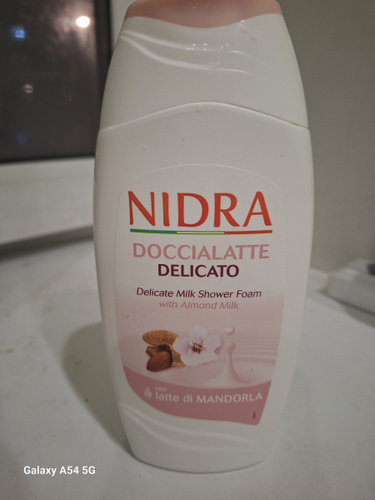 NIDRA
DOCCIALATTE
DELICATO
Delicate Milk Shower Foam
with Almond Milk
con
latte di MANDORLA
Galaxy A54 5G